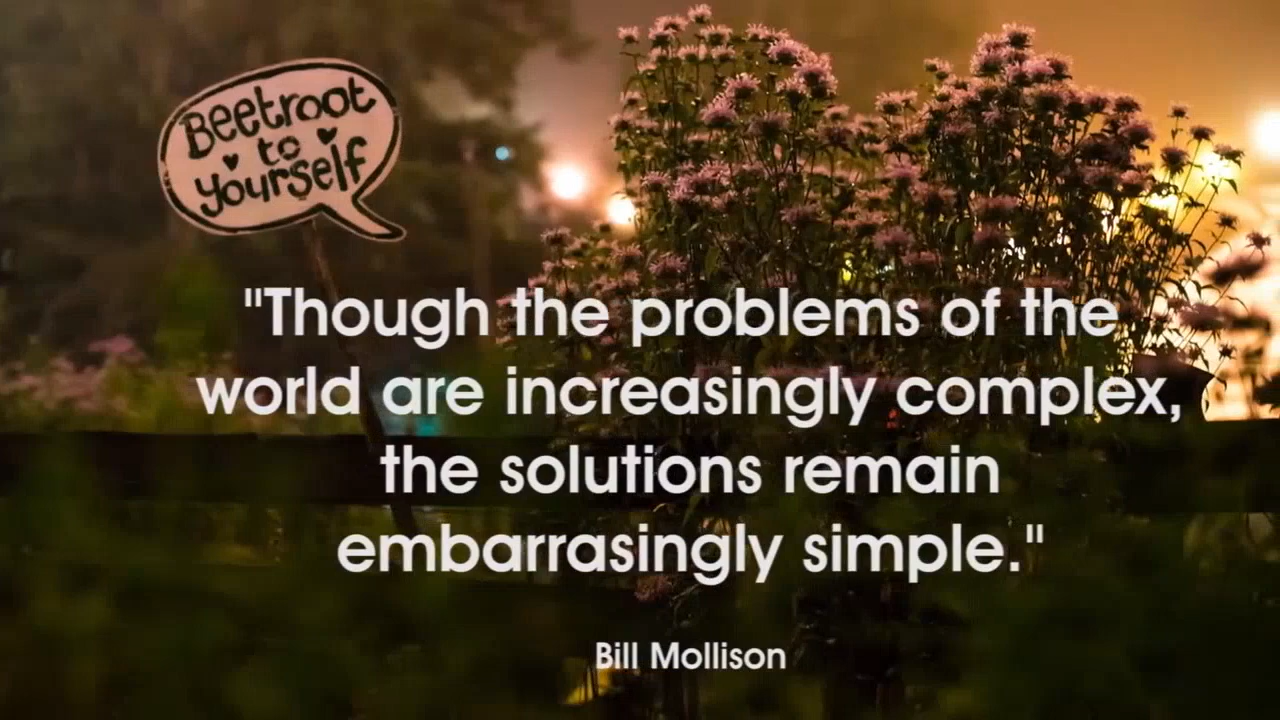 Beetroot
to
yourself
"Though the problems of the
world are increasingly complex,
the solutions remain
embarrasingly simple."
Bill Mollison